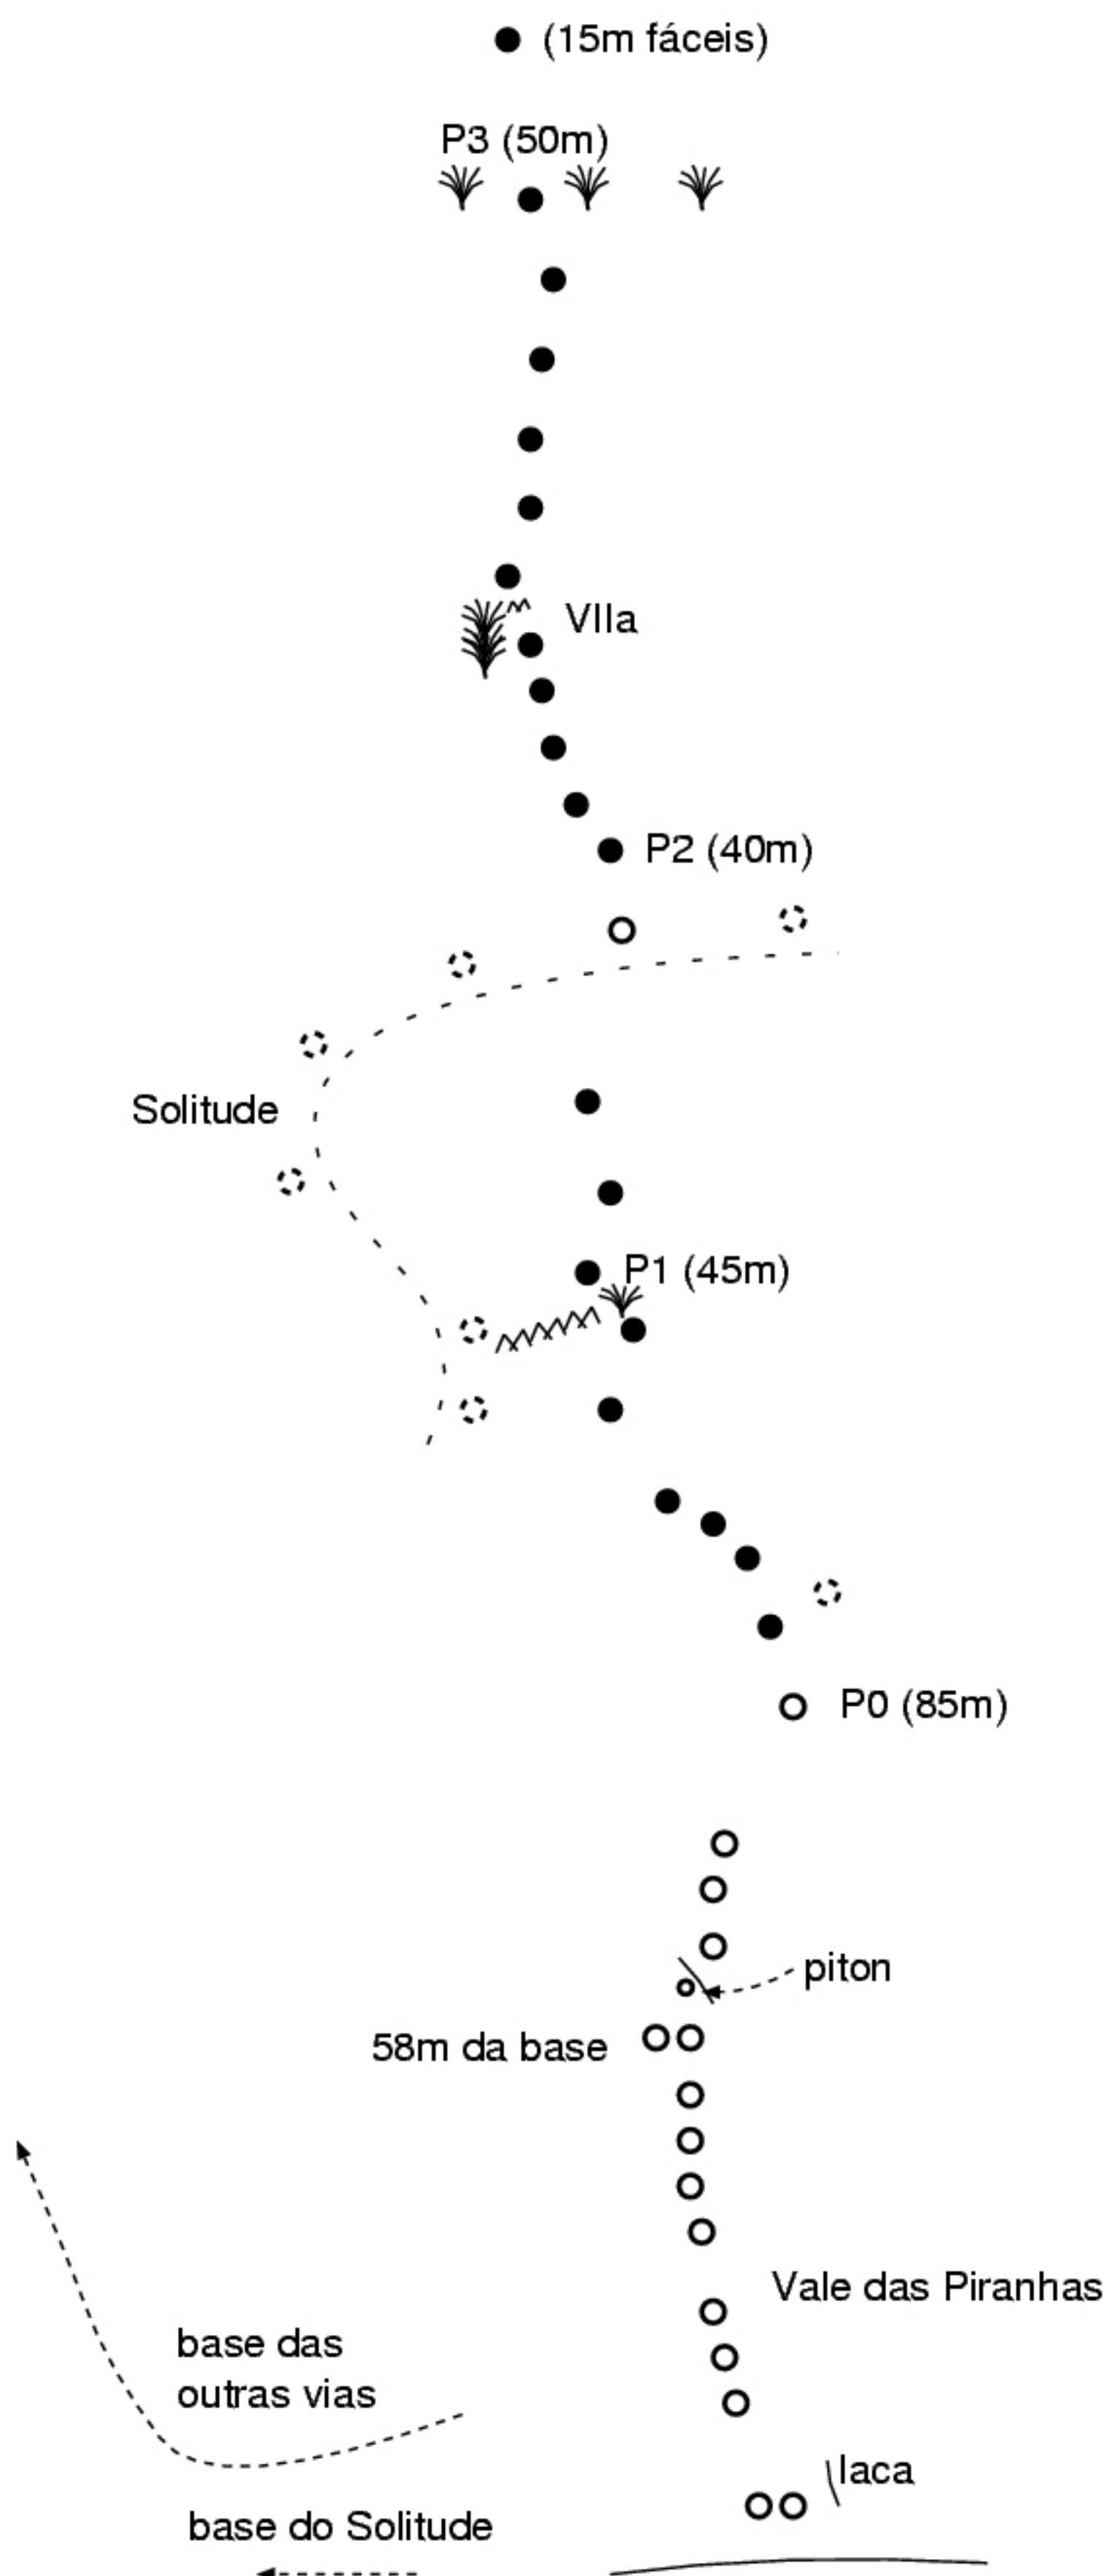 (15m fáceis)
P3 (50m)
VIIa
P2 (40m)
Solitude
P1 (45m)
P0 (85m)
piton
58m da base
Vale das Piranhas
base das
outras vias
laca
base do Solitude